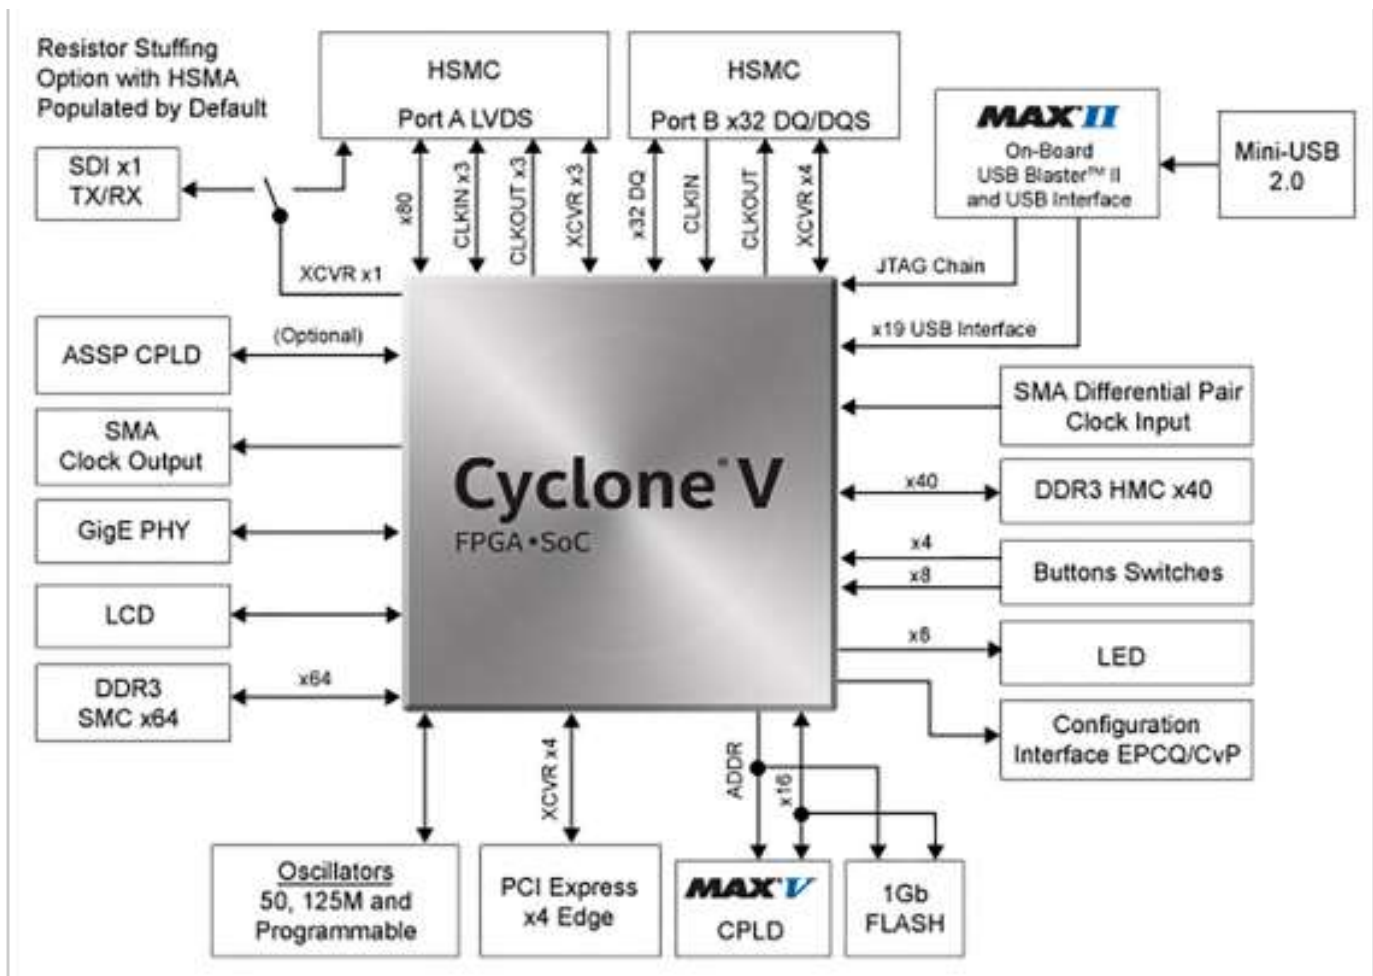 Resistor Stuffing
Option with HSMA
Populated by Default
HSMC
Port A LVDS
HSMC
Port B x32 DQ/DQS
MAX II
On-Board
USB Blaster™ II
and USB Interface
Mini-USB
2.0
SDI x1
TX/RX
x80
CLKIN x3
CLKOUT x3
XCVR x3
x32 DQ
CLKIN
CLKOUT
XCVR x4
XCVR x1
JTAG Chain
x19 USB Interface
ASSP CPLD
(Optional)
SMA
Clock Output
GigE PHY
LCD
DDR3
SMC x64
x64
Cyclone® V
FPGA • SoC
SMA Differential Pair
Clock Input
x40
DDR3 HMC x40
x4
x8
Buttons Switches
x6
LED
Configuration
Interface EPCQ/CvP
XCVR x4
ADDR
x16
Oscillators
50, 125M and
Programmable
PCI Express
x4 Edge
MAX V
CPLD
1Gb
FLASH